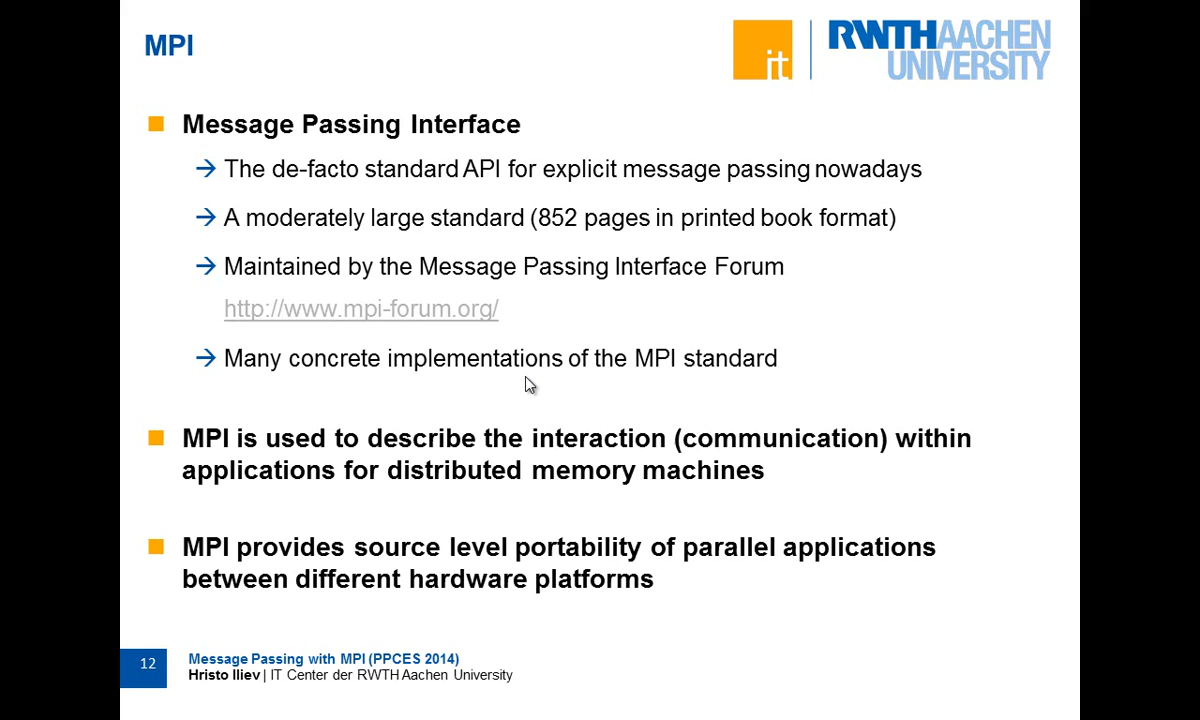 MPI
it
RWTHAACHEN
UNIVERSITY
Message Passing Interface
→ The de-facto standard API for explicit message passing nowadays
→ A moderately large standard (852 pages in printed book format)
→ Maintained by the Message Passing Interface Forum
http://www.mpi-forum.org/
→ Many concrete implementations of the MPI standard
MPI is used to describe the interaction (communication) within
applications for distributed memory machines
MPI provides source level portability of parallel applications
between different hardware platforms
12
Message Passing with MPI (PPCES 2014)
Hristo Iliev | IT Center der RWTH Aachen University